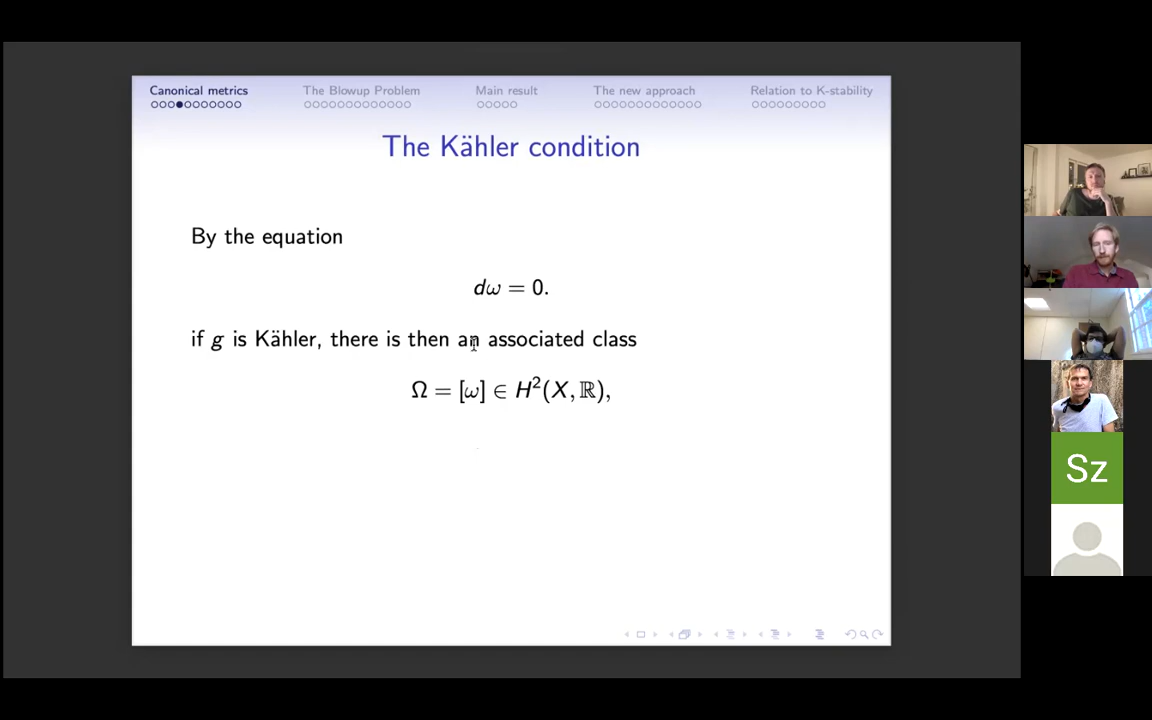 Canonical metrics The Blowup Problem Main result The new approach Relation to K-stability
The Kähler condition
By the equation
dω = 0.
if g is Kähler, there is then an associated class
Ω = [ω] ∈ H²(X, ℝ),
Sz